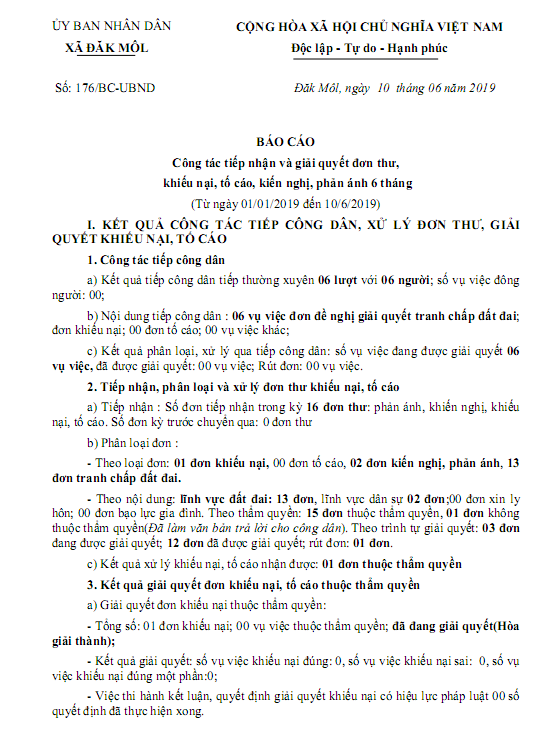 ỦY BAN NHÂN DÂN
XÃ ĐĂK MÔL
CỘNG HÒA XÃ HỘI CHỦ NGHĨA VIỆT NAM
Độc lập - Tự do - Hạnh phúc
Số: 176/BC-UBND
Đăk Môl, ngày 10 tháng 06 năm 2019
BÁO CÁO
Công tác tiếp nhận và giải quyết đơn thư,
khiếu nại, tố cáo, kiến nghị, phản ánh 6 tháng
(Từ ngày 01/01/2019 đến 10/6/2019)
I. KẾT QUẢ CÔNG TÁC TIẾP CÔNG DÂN, XỬ LÝ ĐƠN THƯ, GIẢI
QUYẾT KHIẾU NẠI, TỐ CÁO
1. Công tác tiếp công dân
a) Kết quả tiếp công dân tiếp thường xuyên 06 lượt với 06 người; số vụ việc đông
người: 00;
b) Nội dung tiếp công dân : 06 vụ việc đơn đề nghị giải quyết tranh chấp đất đai;
đơn khiếu nại; 00 đơn tố cáo; 00 vụ việc khác;
c) Kết quả phân loại, xử lý qua tiếp công dân: số vụ việc đang được giải quyết 06
vụ việc, đã được giải quyết: 00 vụ việc; Rút đơn: 00 vụ việc.
2. Tiếp nhận, phân loại và xử lý đơn thư khiếu nại, tố cáo
a) Tiếp nhận : Số đơn tiếp nhận trong kỳ 16 đơn thư: phản ánh, khiến nghị, khiếu
nại, tố cáo. Số đơn kỳ trước chuyển qua: 0 đơn thư
b) Phân loại đơn :
- Theo loại đơn: 01 đơn khiếu nại, 00 đơn tố cáo, 02 đơn kiến nghị, phản ánh, 13
đơn tranh chấp đất đai.
- Theo nội dung: lĩnh vực đất đai: 13 đơn, lĩnh vực dân sự 02 đơn;00 đơn xin ly
hôn; 00 đơn bạo lực gia đình. Theo thẩm quyền: 15 đơn thuộc thẩm quyền, 01 đơn không
thuộc thẩm quyền(Đã làm văn bản trả lời cho công dân). Theo trình tự giải quyết: 03 đơn
đang được giải quyết; 12 đơn đã được giải quyết; rút đơn: 01 đơn.
c) Kết quả xử lý khiếu nại, tố cáo nhận được: 01 đơn thuộc thẩm quyền
3. Kết quả giải quyết đơn khiếu nại, tố cáo thuộc thẩm quyền
a) Giải quyết đơn khiếu nại thuộc thẩm quyền:
- Tổng số: 01 đơn khiếu nại; 00 vụ việc thuộc thẩm quyền; đã đang giải quyết(Hòa
giải thành);
- Kết quả giải quyết: số vụ việc khiếu nại đúng: 0, số vụ việc khiếu nại sai: 0, số vụ
việc khiếu nại đúng một phần:0;
- Việc thi hành kết luận, quyết định giải quyết khiếu nại có hiệu lực pháp luật 00 số
quyết định đã thực hiện xong.